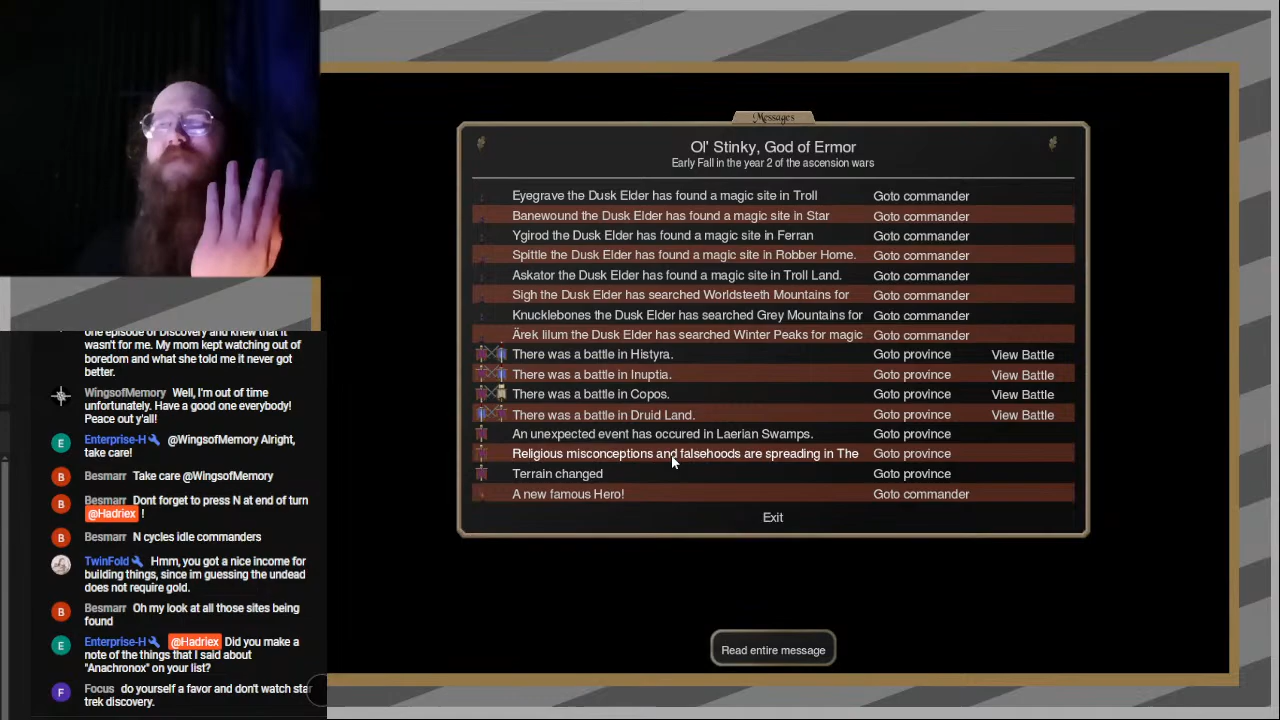 Messages
Ol' Stinky, God of Ermor
Early Fall in the year 2 of the ascension wars
Eyegrave the Dusk Elder has found a magic site in Troll Goto commander
Banewound the Dusk Elder has found a magic site in Star Goto commander
Ygirod the Dusk Elder has found a magic site in Ferran Goto commander
Spittle the Dusk Elder has found a magic site in Robber Home. Goto commander
Askator the Dusk Elder has found a magic site in Troll Land. Goto commander
Sigh the Dusk Elder has searched Worldsteeth Mountains for Goto commander
Knucklebones the Dusk Elder has searched Grey Mountains for Goto commander
Ärek lilum the Dusk Elder has searched Winter Peaks for magic Goto commander
There was a battle in Histyra. Goto province View Battle
There was a battle in Inuptia. Goto province View Battle
There was a battle in Copos. Goto province View Battle
There was a battle in Druid Land. Goto province View Battle
An unexpected event has occured in Laerian Swamps. Goto province
Religious misconceptions and falsehoods are spreading in The Goto province
Terrain changed Goto province
A new famous Hero! Goto commander
Exit
Read entire message
one episode of Discovery and knew that it
wasn't for me. My mom kept watching out of
boredom and what she told me it never got
better.
WingsofMemory Well, I'm out of time
unfortunately. Have a good one everybody!
Peace out y'all!
E Enterprise-H @WingsofMemory Alright,
take care!
B Besmarr Take care @WingsofMemory
B Besmarr Dont forget to press N at end of turn
@Hadriex !
B Besmarr N cycles idle commanders
TwinFold Hmm, you got a nice income for
building things, since im guessing the undead
does not require gold.
B Besmarr Oh my look at all those sites being
found
E Enterprise-H @Hadriex Did you make a
note of the things that I said about
"Anachronox" on your list?
F Focus do yourself a favor and don't watch star
trek discovery.